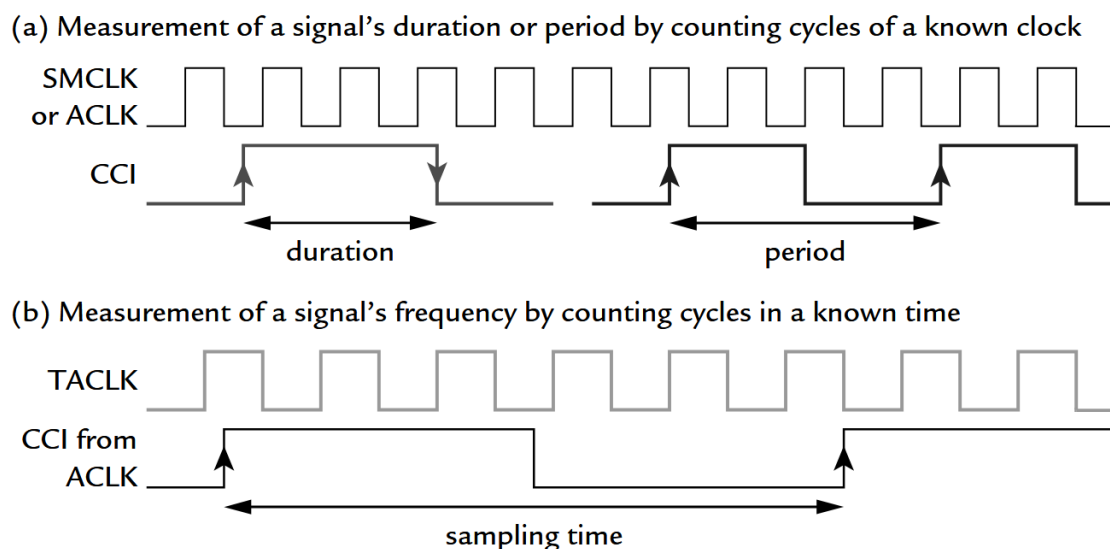 (a) Measurement of a signal's duration or period by counting cycles of a known clock
SMCLK
or ACLK
CCI
duration
period
(b) Measurement of a signal's frequency by counting cycles in a known time
TACLK
CCI from
ACLK
sampling time